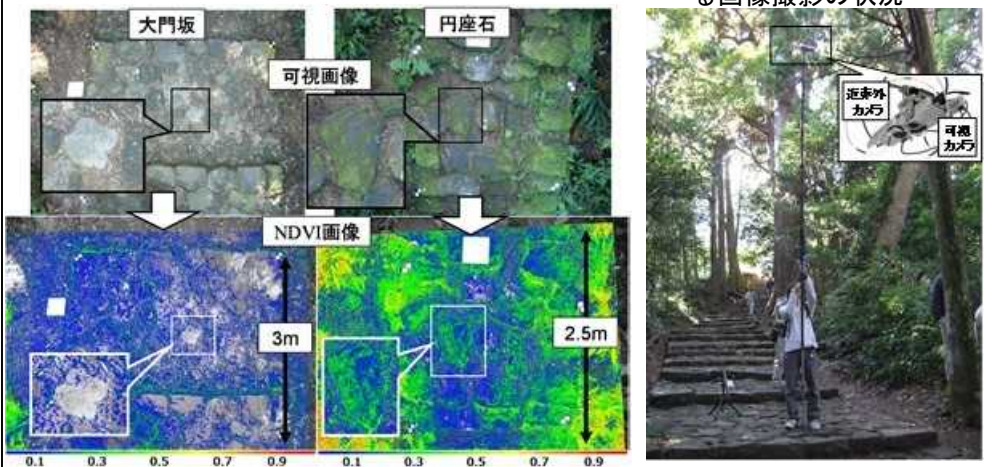 る画像撮影の状況
大門坂
円座石
可視画像
近赤外
カメラ
可視
カメラ
NDVI画像
3m
2.5m
0.1 0.3 0.5 0.7 0.9
0.1 0.3 0.5 0.7 0.9